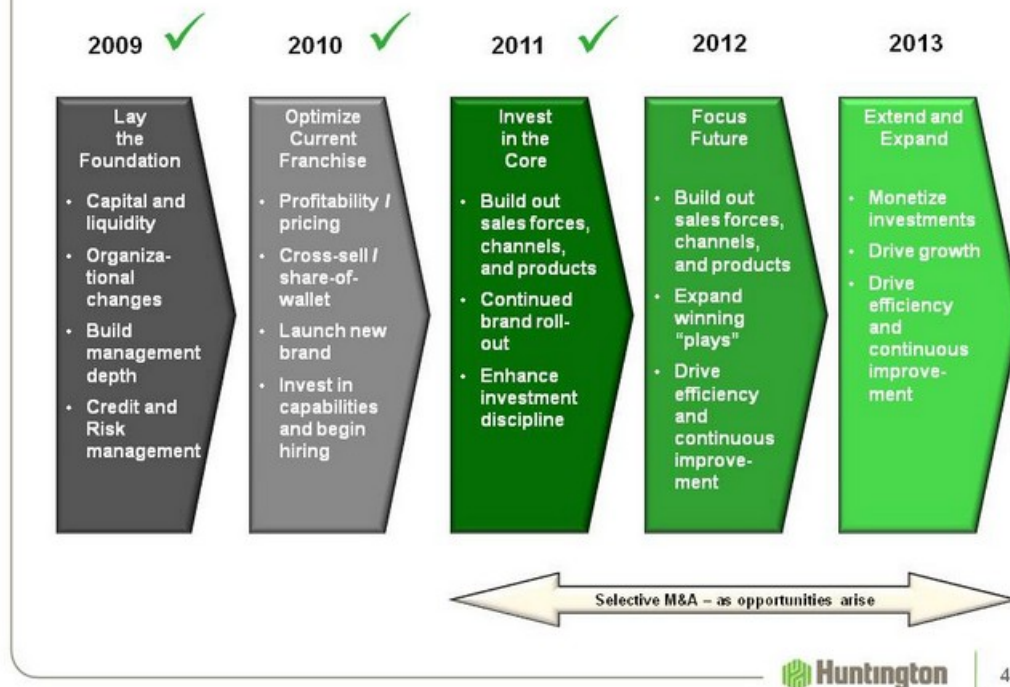 2009
2010
2011
2012
2013
Lay
the
Foundation
• Capital and
liquidity
• Organiza-
tional
changes
• Build
management
depth
• Credit and
Risk
management
Optimize
Current
Franchise
• Profitability /
pricing
• Cross-sell /
share-of-
wallet
• Launch new
brand
• Invest in
capabilities
and begin
hiring
Invest
in the
Core
• Build out
sales forces,
channels,
and products
• Continued
brand roll-
out
• Enhance
investment
discipline
Focus
Future
• Build out
sales forces,
channels,
and products
• Expand
winning
"plays"
• Drive
efficiency
and
continuous
improve-
ment
Extend and
Expand
• Monetize
investments
• Drive growth
• Drive
efficiency
and
continuous
improve-
ment
Selective M&A – as opportunities arise
Huntington
4